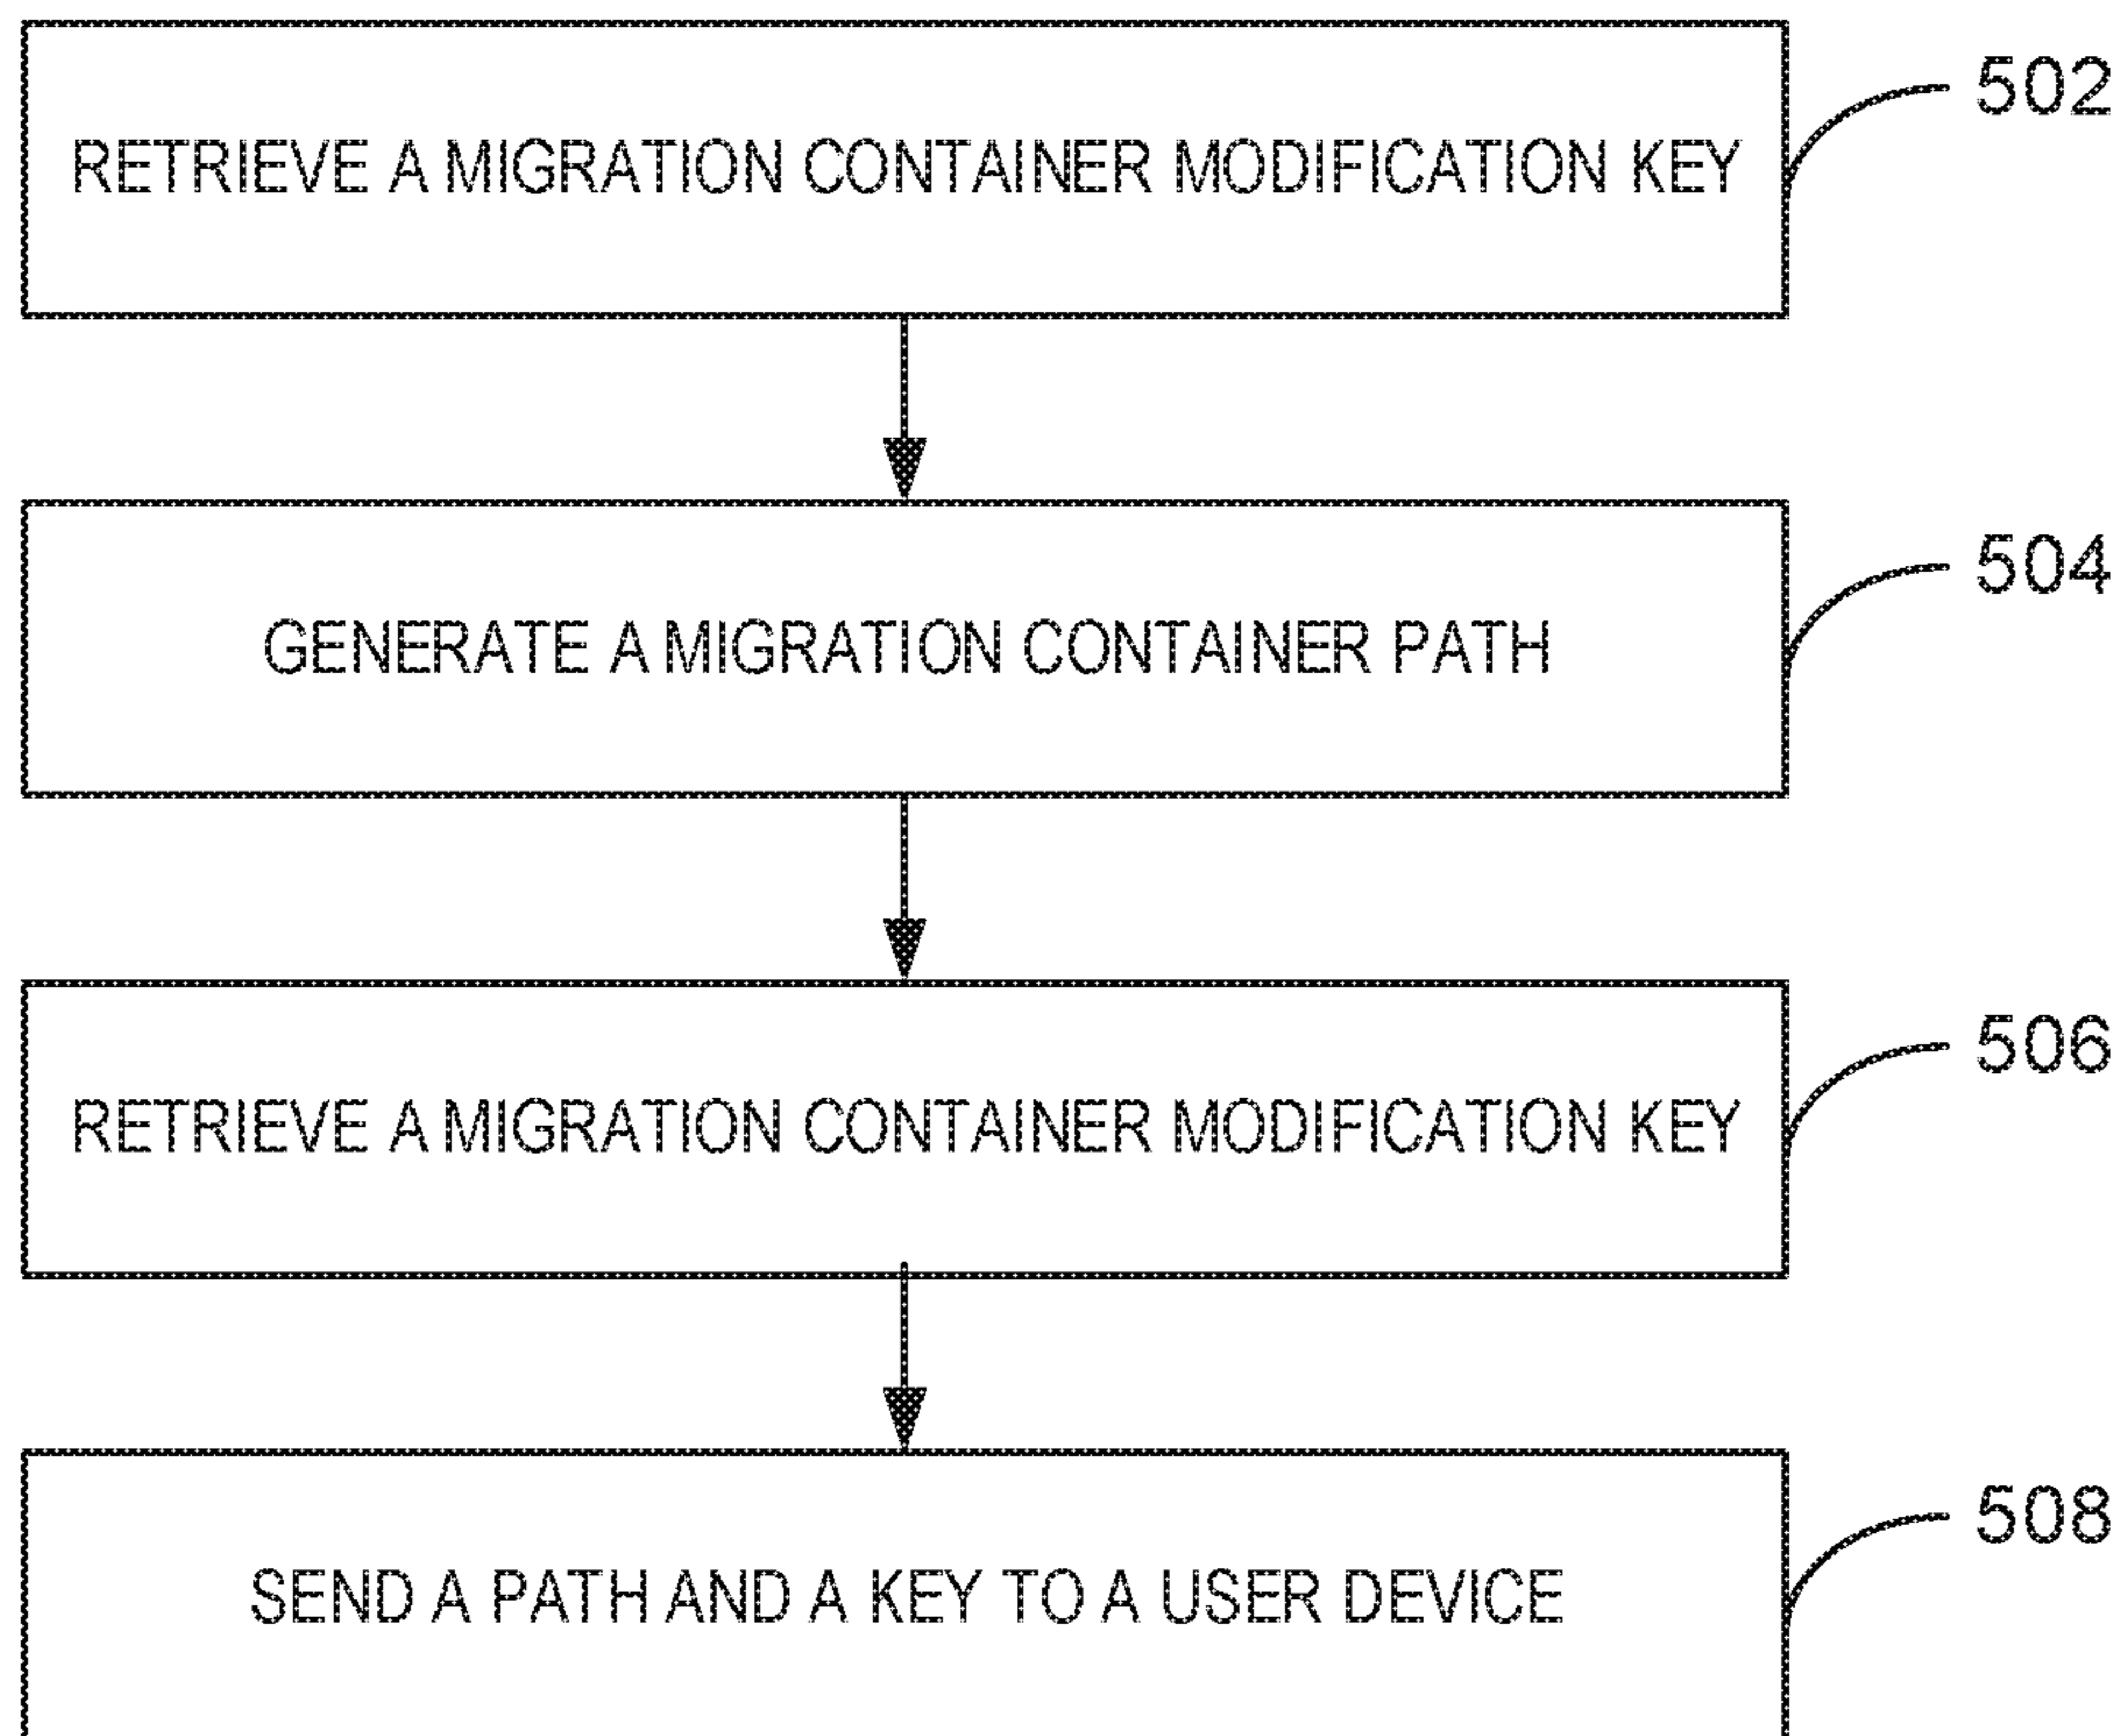 RETRIEVE A MIGRATION CONTAINER MODIFICATION KEY
502
GENERATE A MIGRATION CONTAINER PATH
504
RETRIEVE A MIGRATION CONTAINER MODIFICATION KEY
506
SEND A PATH AND A KEY TO A USER DEVICE
508